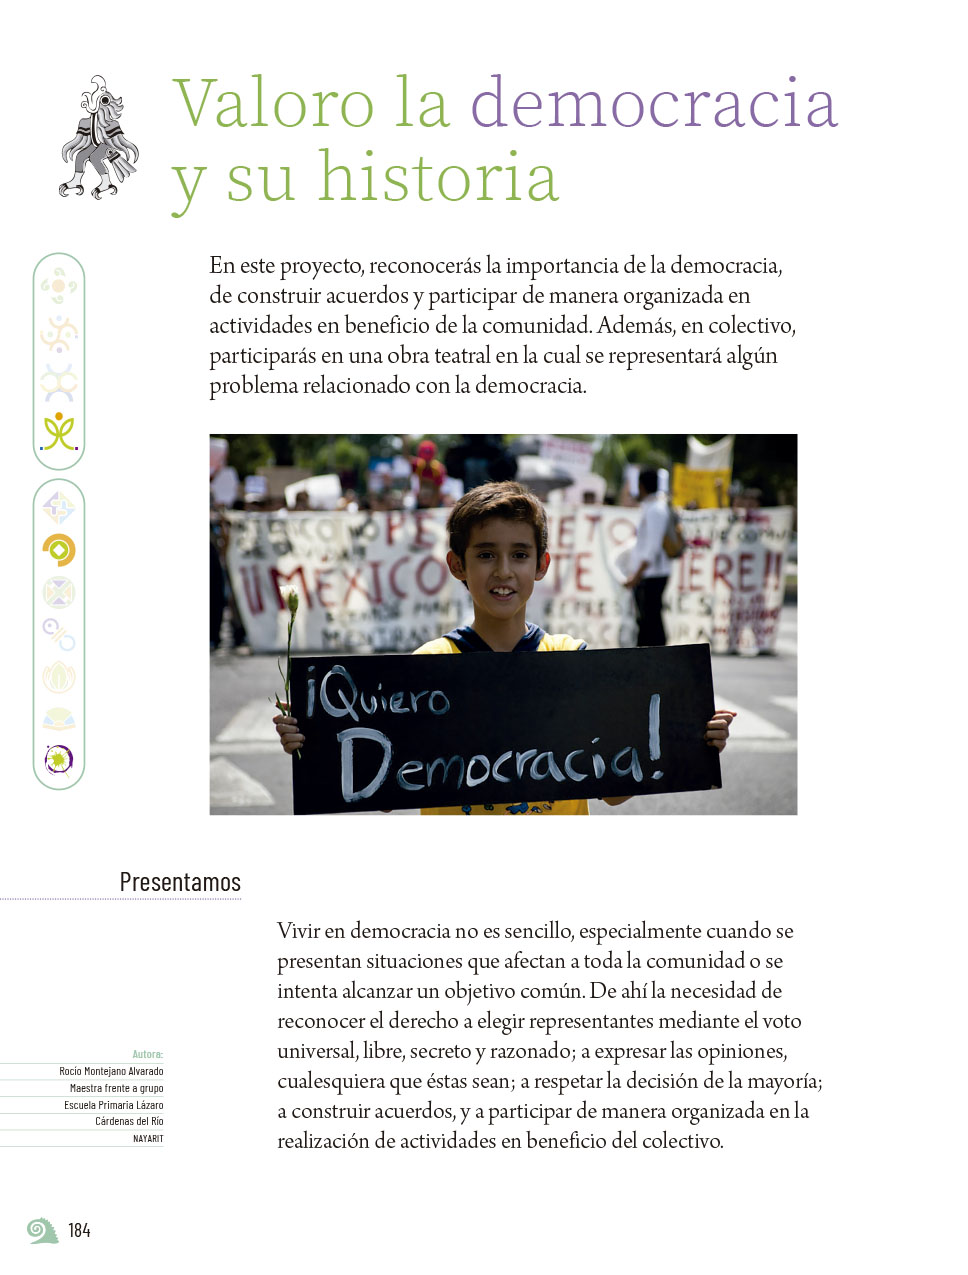 Valoro la democracia
y su historia
En este proyecto, reconocerás la importancia de la democracia,
de construir acuerdos y participar de manera organizada en
actividades en beneficio de la comunidad. Además, en colectivo,
participarás en una obra teatral en la cual se representará algún
problema relacionado con la democracia.
¡¡MÉXICO TE
¡Quiero
Democracia!
Presentamos
Vivir en democracia no es sencillo, especialmente cuando se
presentan situaciones que afectan a toda la comunidad o se
intenta alcanzar un objetivo común. De ahí la necesidad de
reconocer el derecho a elegir representantes mediante el voto
universal, libre, secreto y razonado; a expresar las opiniones,
cualesquiera que éstas sean; a respetar la decisión de la mayoría;
a construir acuerdos, y a participar de manera organizada en la
realización de actividades en beneficio del colectivo.
Autora:
Rocío Montejano Alvarado
Maestra frente a grupo
Escuela Primaria Lázaro
Cárdenas del Río
NAYARIT
184